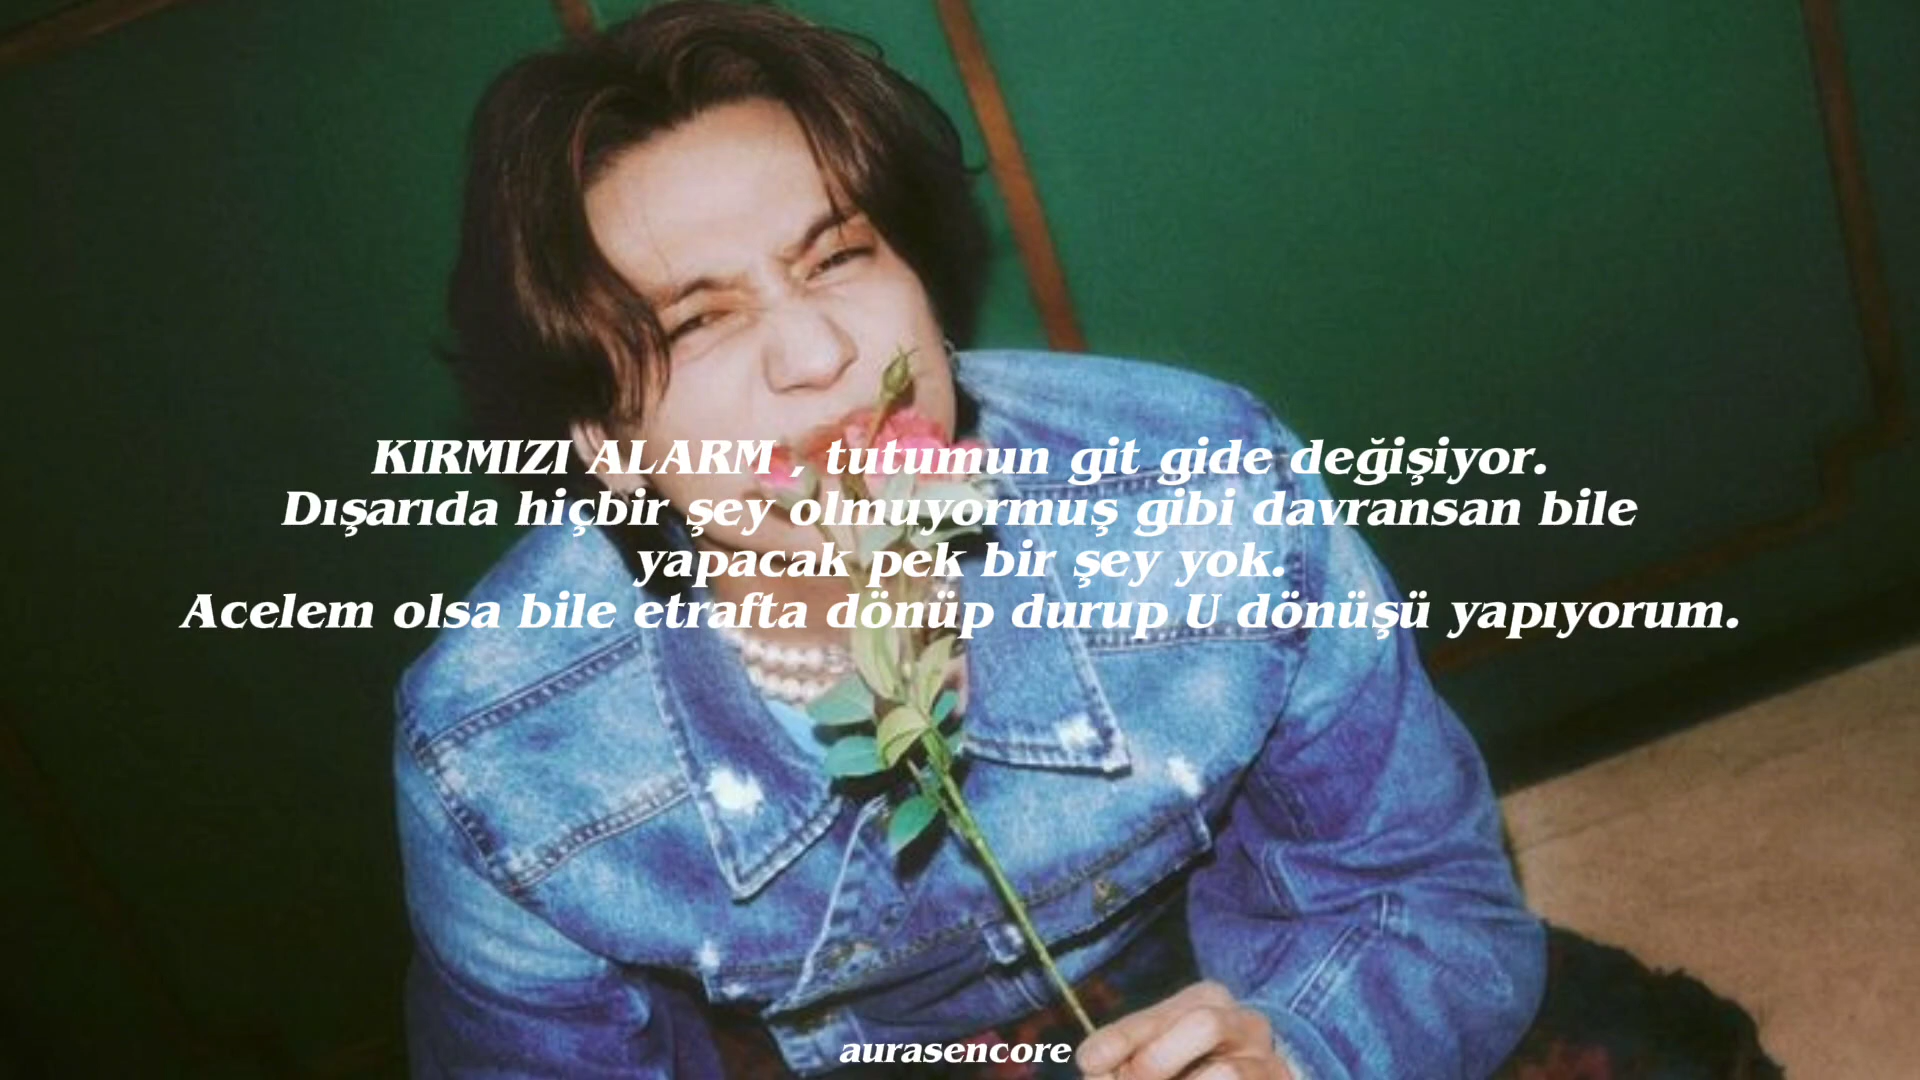 KIRMIZI ALARM , tutumun git gide değişiyor.
Dışarıda hiçbir şey olmuyormuş gibi davransan bile
yapacak pek bir şey yok.
Acelem olsa bile etrafta dönüp durup U dönüşü yapıyorum.
aurasencore